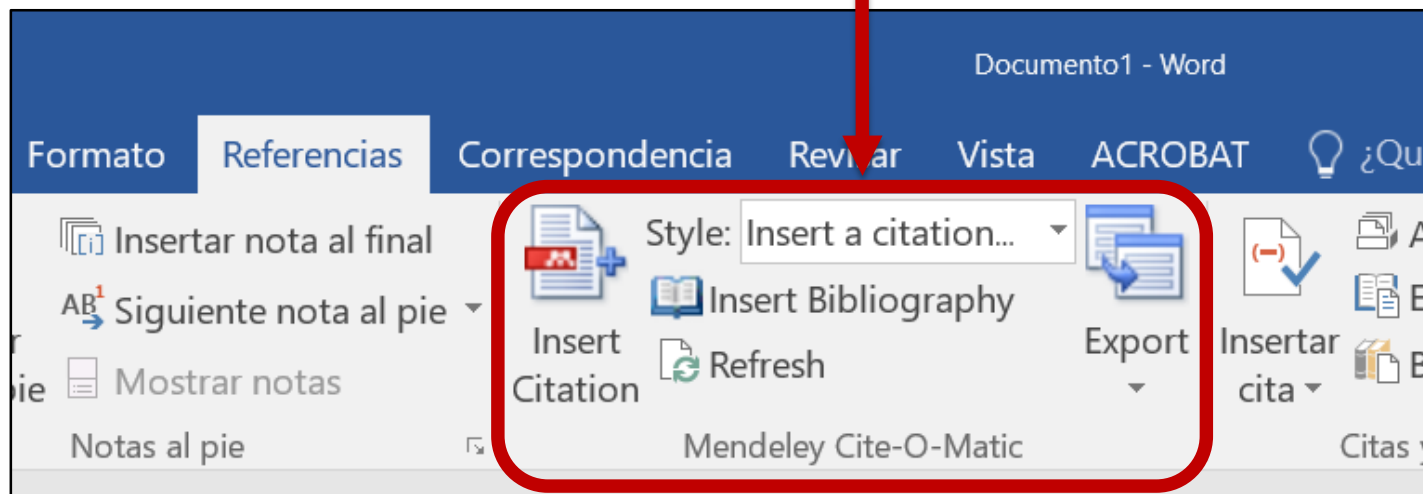 Documento1 - Word
Formato Referencias Correspondencia Revisar Vista ACROBAT ¿Qu
Insertar nota al final
AB1 Siguiente nota al pie
Mostrar notas
Notas al pie
Insert
Citation
Style: Insert a citation...
Insert Bibliography
Refresh
Export
Mendeley Cite-O-Matic
Insertar
cita
Citas